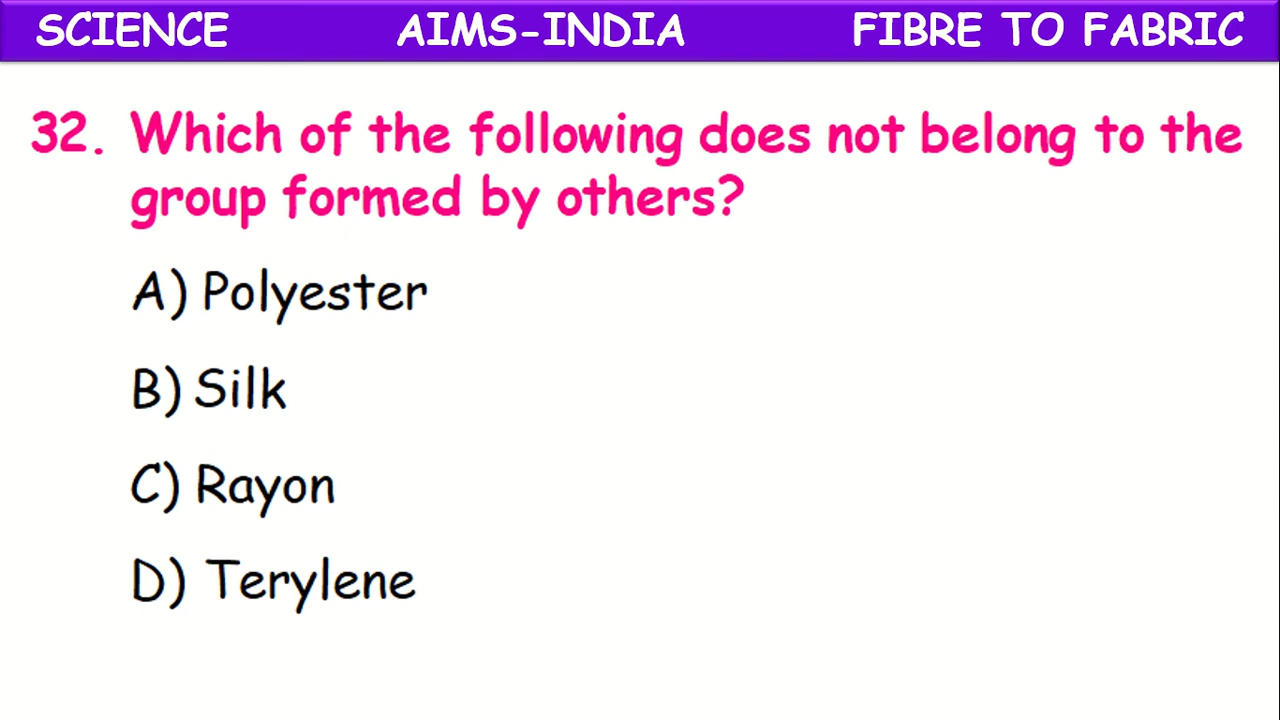 SCIENCE AIMS-INDIA FIBRE TO FABRIC
32. Which of the following does not belong to the
group formed by others?
A) Polyester
B) Silk
C) Rayon
D) Terylene